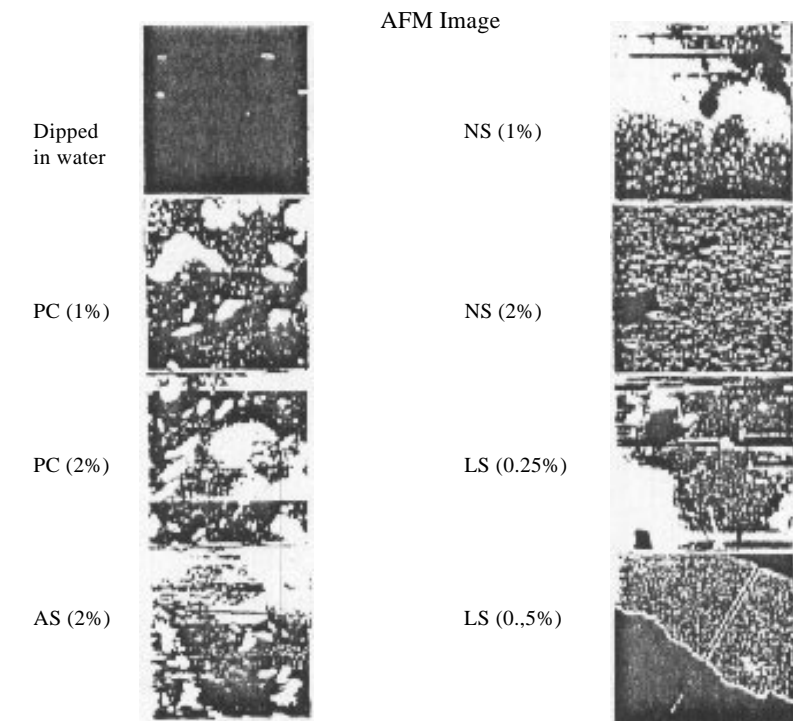 AFM Image
Dipped
in water
PC (1%)
PC (2%)
AS (2%)
NS (1%)
NS (2%)
LS (0.25%)
LS (0.,5%)